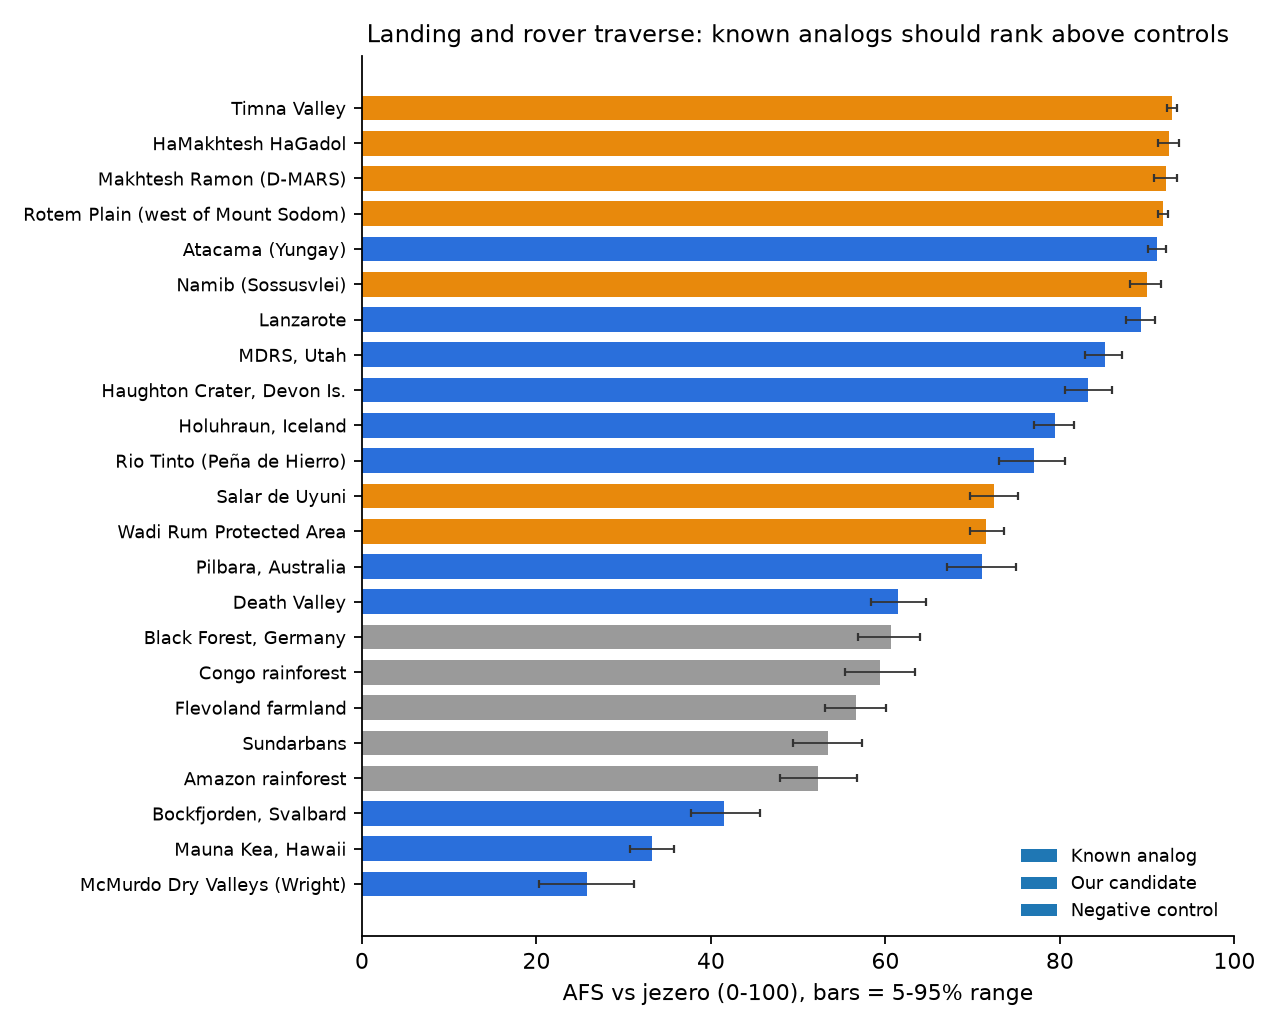 Landing and rover traverse: known analogs should rank above controls
Timna Valley
HaMakhtesh HaGadol
Makhtesh Ramon (D-MARS)
Rotem Plain (west of Mount Sodom)
Atacama (Yungay)
Namib (Sossusvlei)
Lanzarote
MDRS, Utah
Haughton Crater, Devon Is.
Holuhraun, Iceland
Rio Tinto (Peña de Hierro)
Salar de Uyuni
Wadi Rum Protected Area
Pilbara, Australia
Death Valley
Black Forest, Germany
Congo rainforest
Flevoland farmland
Sundarbans
Amazon rainforest
Bockfjorden, Svalbard
Mauna Kea, Hawaii
McMurdo Dry Valleys (Wright)
Known analog
Our candidate
Negative control
0 20 40 60 80 100
AFS vs jezero (0-100), bars = 5-95% range